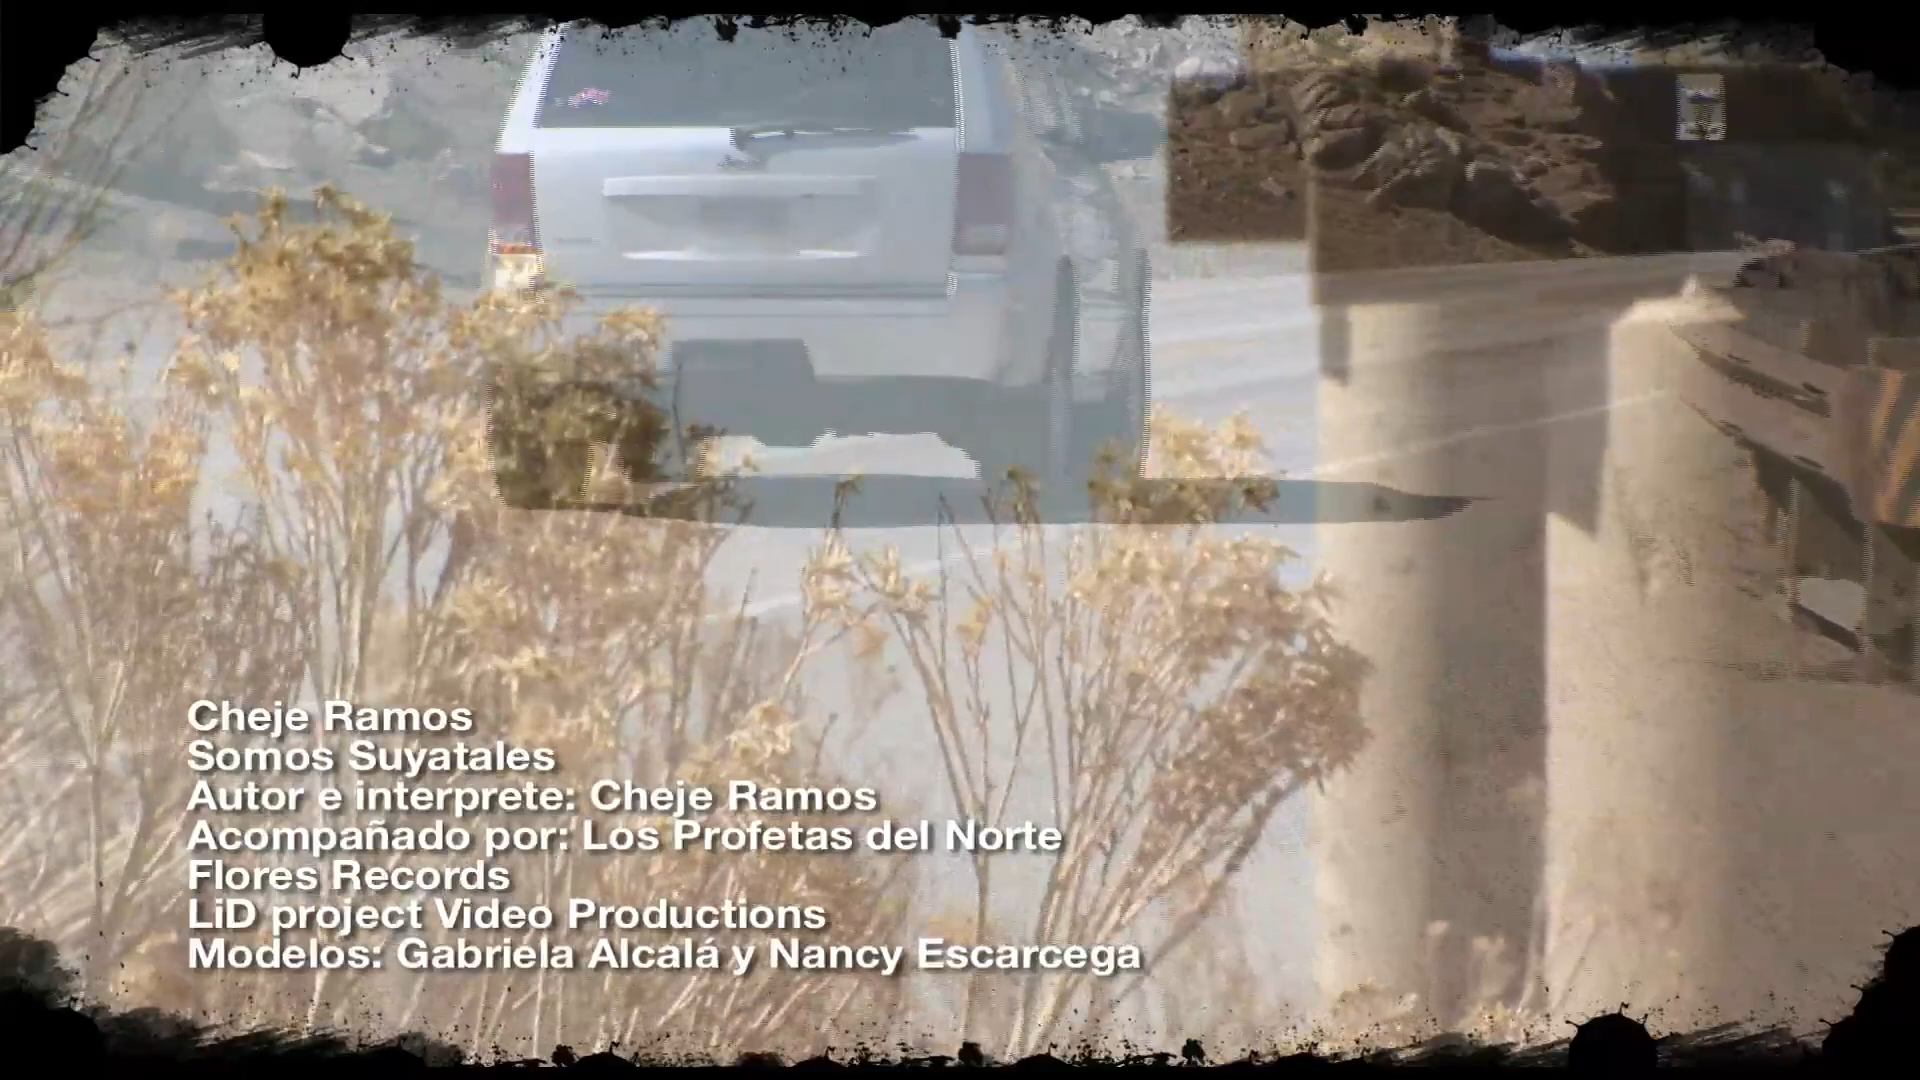 Cheje Ramos
Somos Suyatales
Autor e interprete: Cheje Ramos
Acompañado por: Los Profetas del Norte
Flores Records
LiD project Video Productions
Modelos: Gabriela Alcalá y Nancy Escarcega